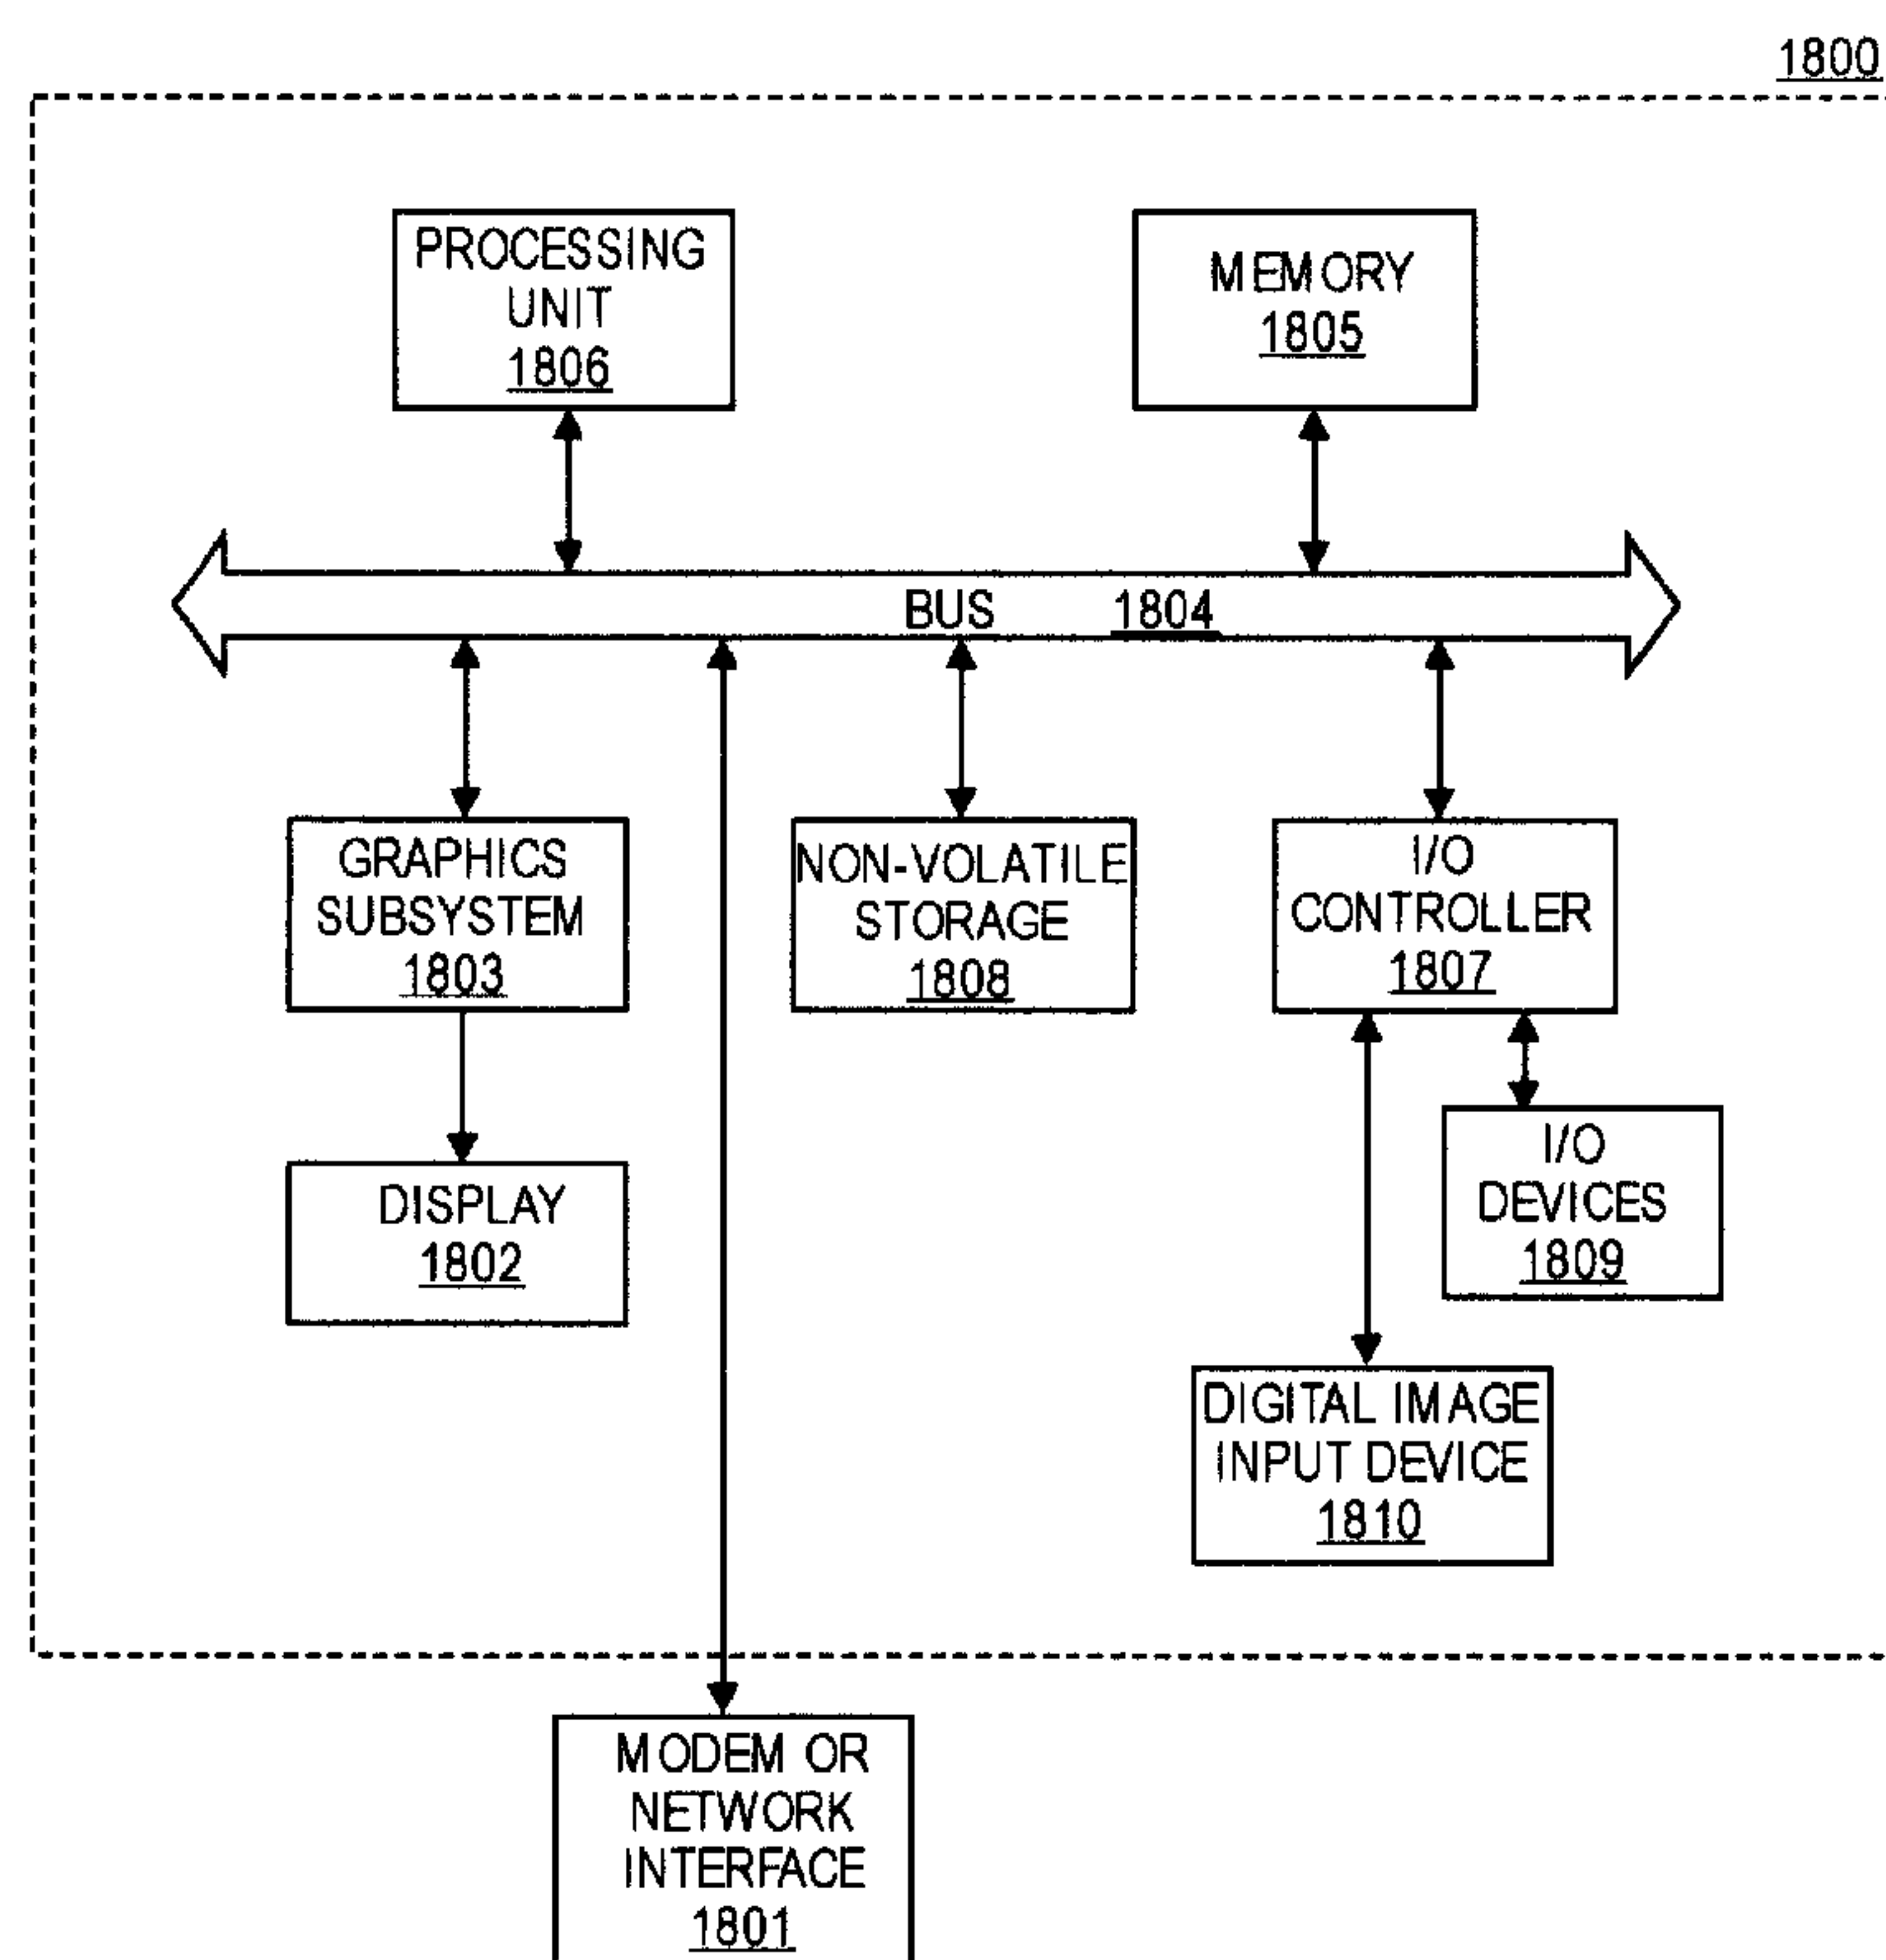 1800
PROCESSING
UNIT
1806
MEMORY
1805
BUS 1804
GRAPHICS
SUBSYSTEM
1803
NON-VOLATILE
STORAGE
1808
I/O
CONTROLLER
1807
DISPLAY
1802
I/O
DEVICES
1809
DIGITAL IMAGE
INPUT DEVICE
1810
MODEM OR
NETWORK
INTERFACE
1801